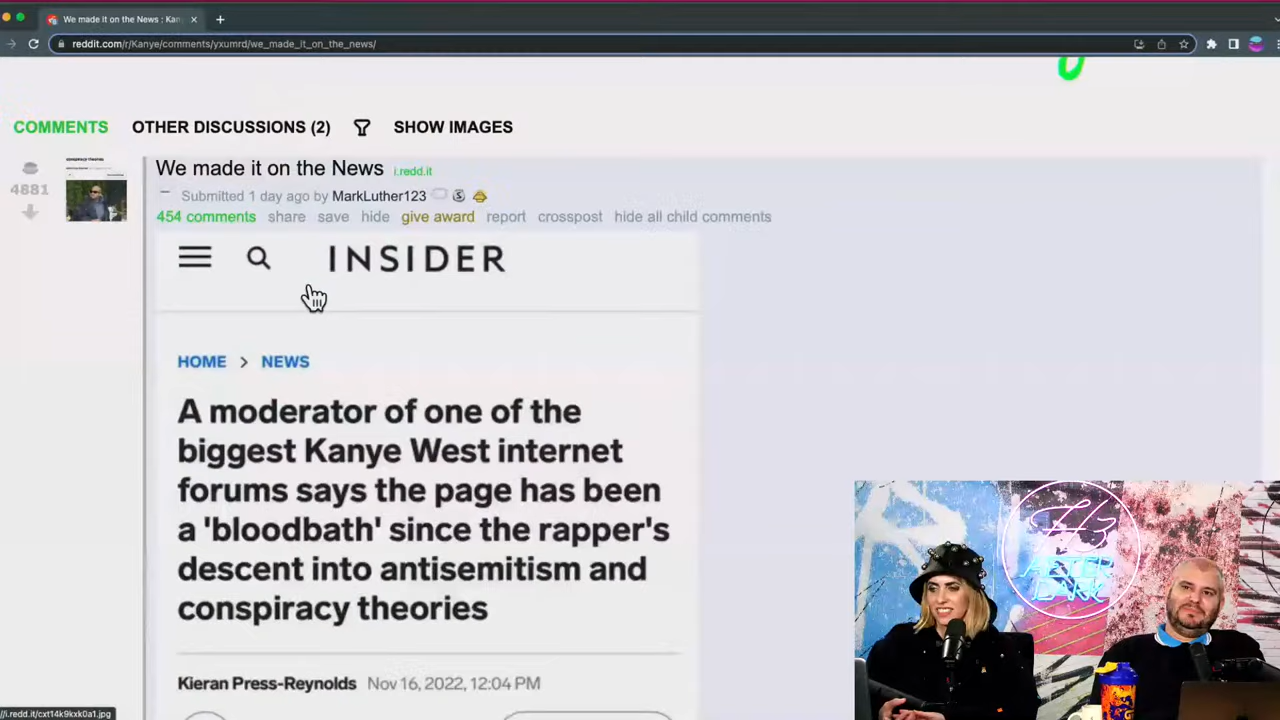 We made it on the News : Kan
reddit.com/r/Kanye/comments/yxumrd/we_made_it_on_the_news/
COMMENTS OTHER DISCUSSIONS (2) SHOW IMAGES
4881
We made it on the News i.redd.it
Submitted 1 day ago by MarkLuther123
454 comments share save hide give award report crosspost hide all child comments
INSIDER
HOME > NEWS
A moderator of one of the
biggest Kanye West internet
forums says the page has been
a 'bloodbath' since the rapper's
descent into antisemitism and
conspiracy theories
Kieran Press-Reynolds Nov 16, 2022, 12:04 PM
H3
AFTER
DARK
//i.redd.it/cxt14k9kxk0a1.jpg